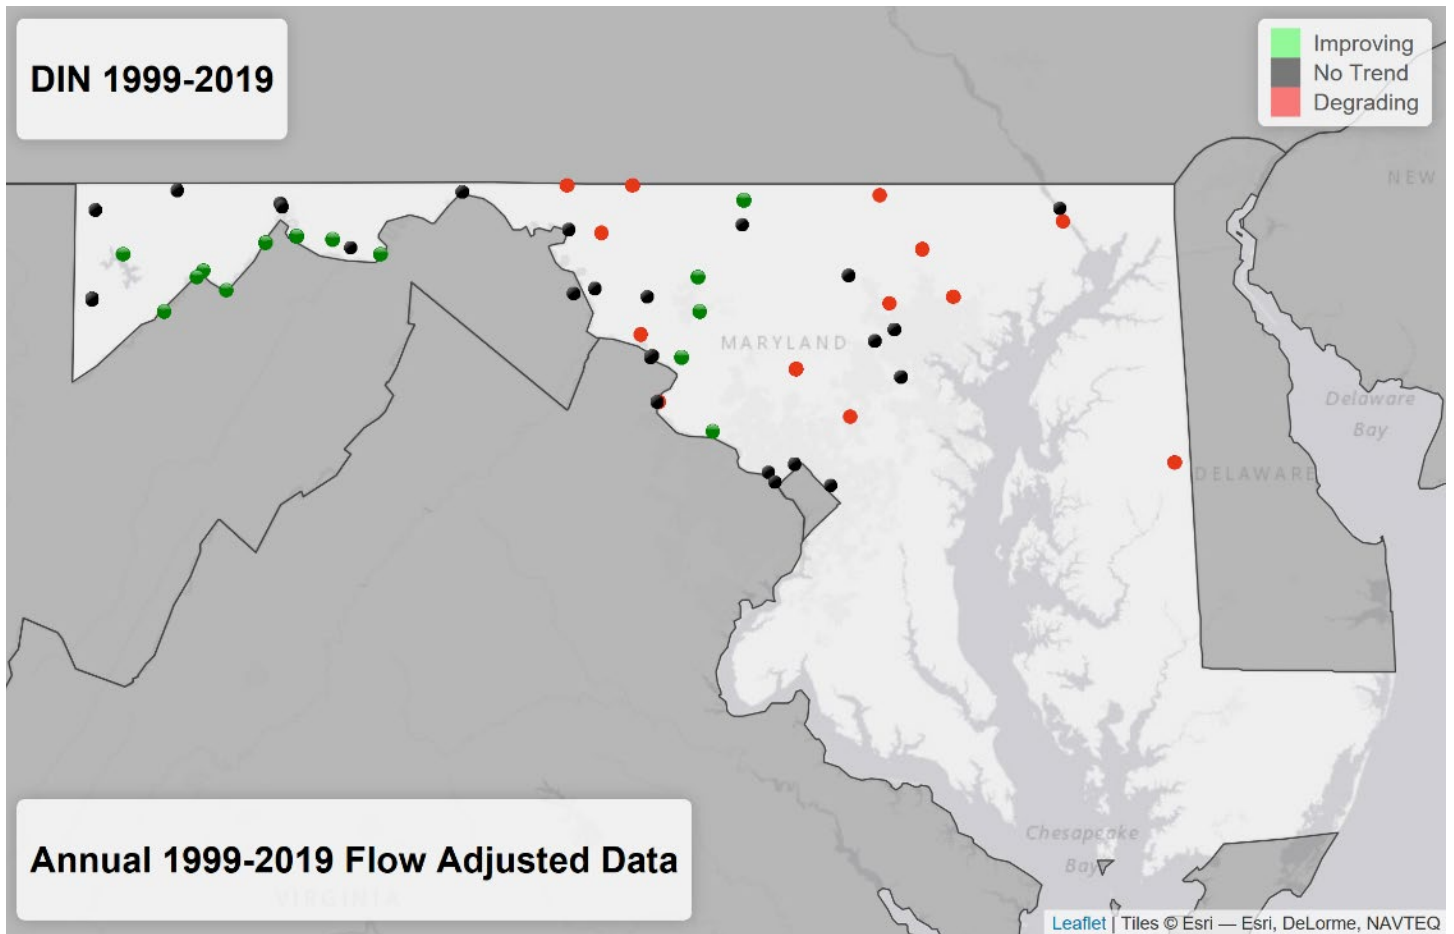 DIN 1999-2019
Improving
No Trend
Degrading
NEW
MARYLAND
Delaware
Bay
DELAWARE
Chesapeake
Bay
Annual 1999-2019 Flow Adjusted Data
VIRGINIA
Leaflet | Tiles © Esri — Esri, DeLorme, NAVTEQ